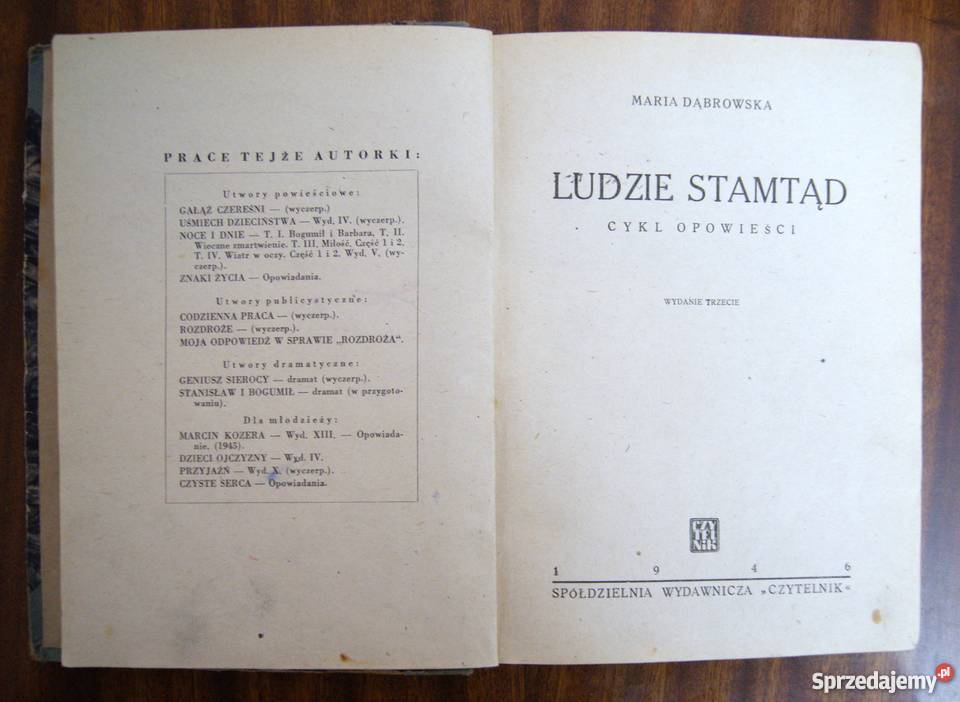 PRACE TEJŻE AUTORKI:
Utwory powieściowe:
GAŁĄŹ CZEREŚNI — (wyczerp.)
UŚMIECH DZIECIŃSTWA — Wyd. IV. (wyczerp.).
NOCE I DNIE — T. I. Bogumił i Barbara, T. II.
Wieczne zmartwienie. T. III. Miłość. Część 1 i 2.
T. IV. Wiatr w oczy. Część 1 i 2. Wyd. V. (wy-
czerp.).
ZNAKI ŻYCIA — Opowiadania.
Utwory publicystyczne:
CODZIENNA PRACA — (wyczerp.).
ROZDROŻE — (wyczerp.).
MOJA ODPOWIEDŹ W SPRAWIE „ROZDROŻA".
Utwory dramatyczne:
GENIUSZ SIEROCY — dramat (wyczerp.).
STANISŁAW I BOGUMIŁ — dramat (w przygoto-
waniu).
Dla młodzieży:
MARCIN KOZERA — Wyd. XIII. — Opowiada-
nie. (1945).
DZIECI OJCZYZNY — Wyd. IV.
PRZYJAŹŃ — Wyd. X. (wyczerp.).
CZYSTE SERCA — Opowiadania.
MARIA DĄBROWSKA
LUDZIE STAMTĄD
CYKL OPOWIEŚCI
WYDANIE TRZECIE
CZY
TEL
NIK
1 9 4 6
SPÓŁDZIELNIA WYDAWNICZA „CZYTELNIK"
Sprzedajemy.pl